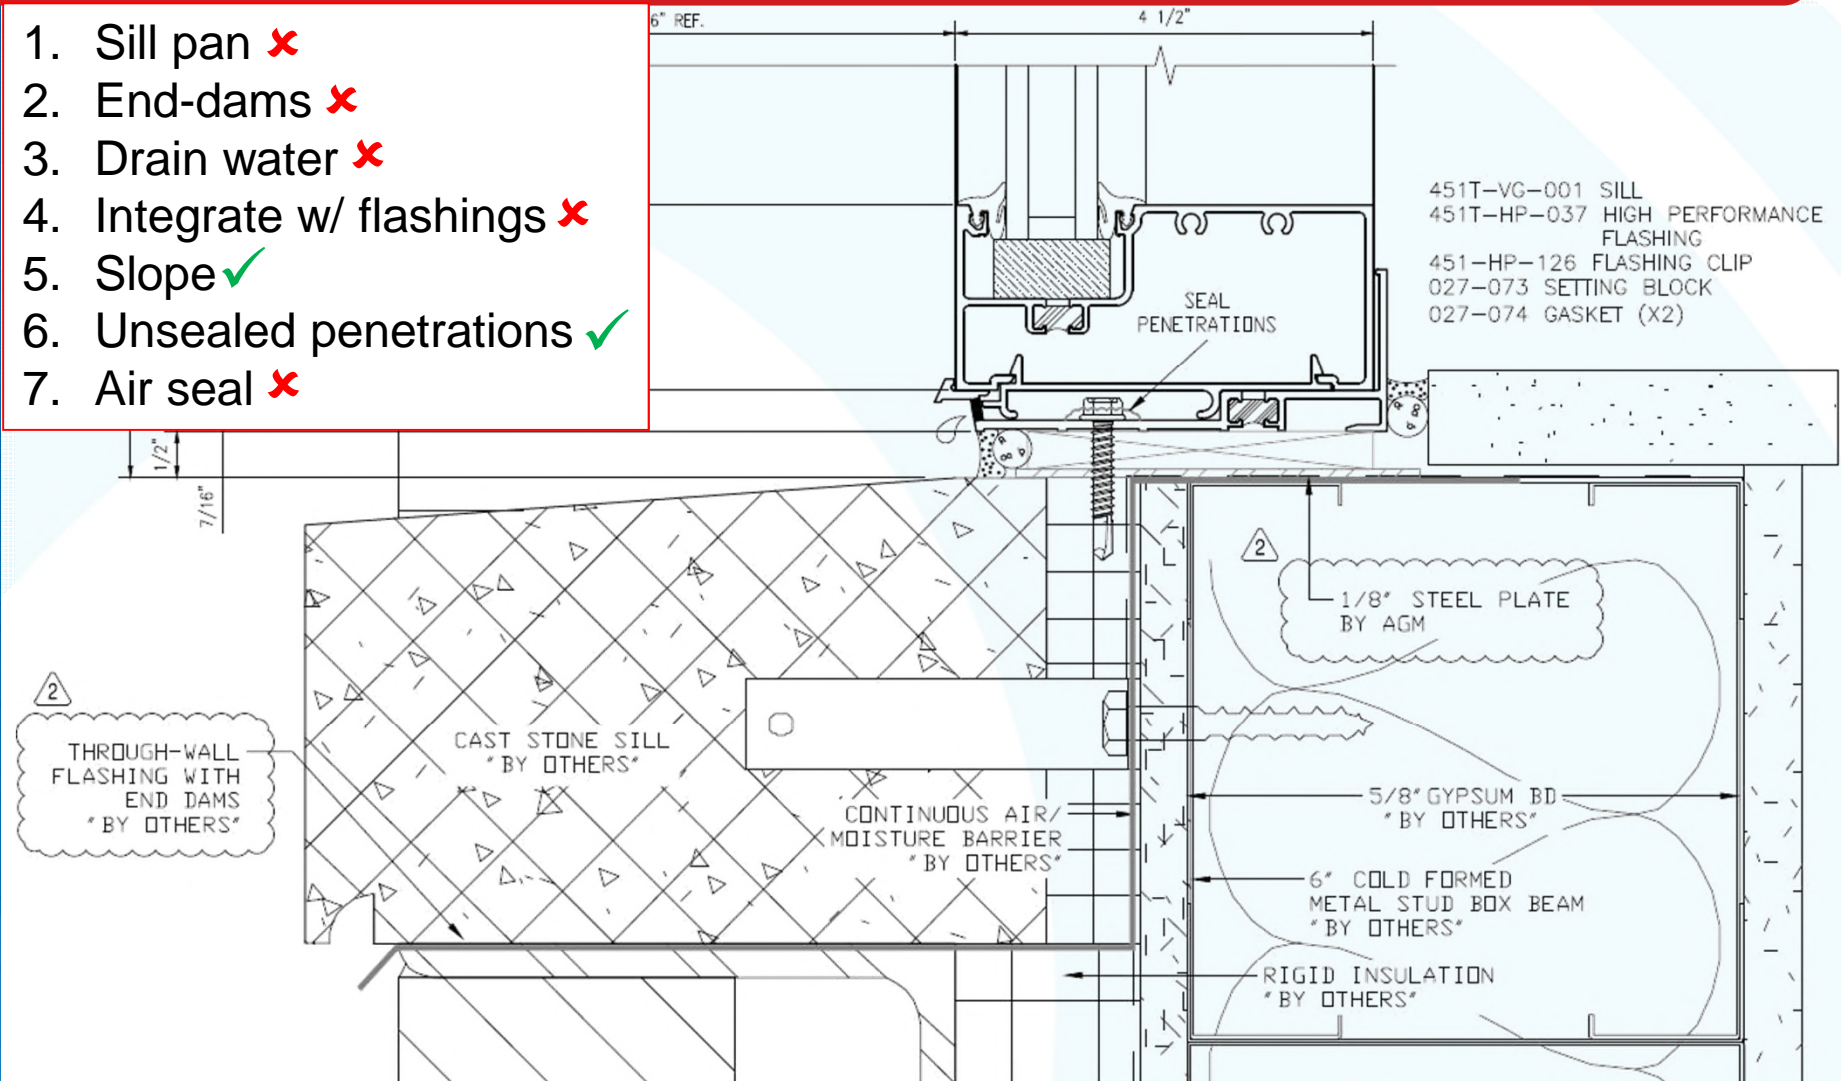 1. Sill pan ✘
2. End-dams ✘
3. Drain water ✘
4. Integrate w/ flashings ✘
5. Slope ✓
6. Unsealed penetrations ✓
7. Air seal ✘
6" REF.
4 1/2"
451T-VG-001 SILL
451T-HP-037 HIGH PERFORMANCE
FLASHING
451-HP-126 FLASHING CLIP
027-073 SETTING BLOCK
027-074 GASKET (X2)
SEAL
PENETRATIONS
1/2"
7/16"
2
1/8" STEEL PLATE
BY AGM
2
THROUGH-WALL
FLASHING WITH
END DAMS
"BY OTHERS"
CAST STONE SILL
"BY OTHERS"
CONTINUOUS AIR/
MOISTURE BARRIER
"BY OTHERS"
5/8" GYPSUM BD
"BY OTHERS"
6" COLD FORMED
METAL STUD BOX BEAM
"BY OTHERS"
RIGID INSULATION
"BY OTHERS"